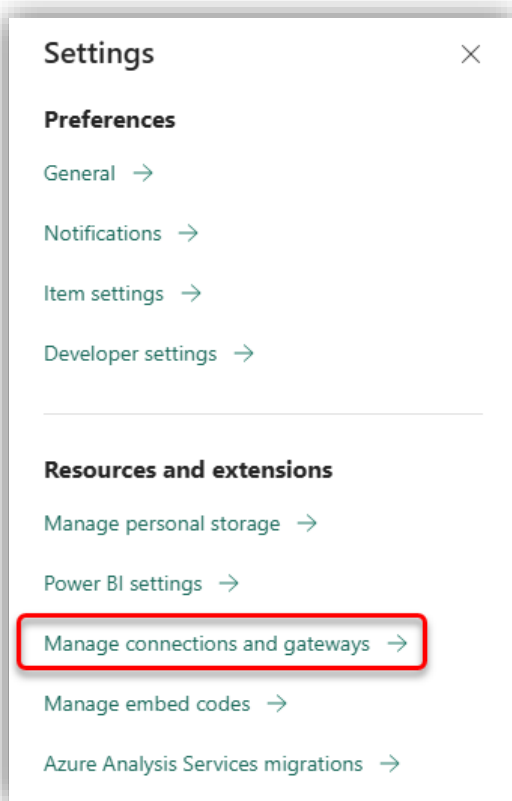 Settings
Preferences
General
Notifications
Item settings
Developer settings
Resources and extensions
Manage personal storage
Power BI settings
Manage connections and gateways
Manage embed codes
Azure Analysis Services migrations